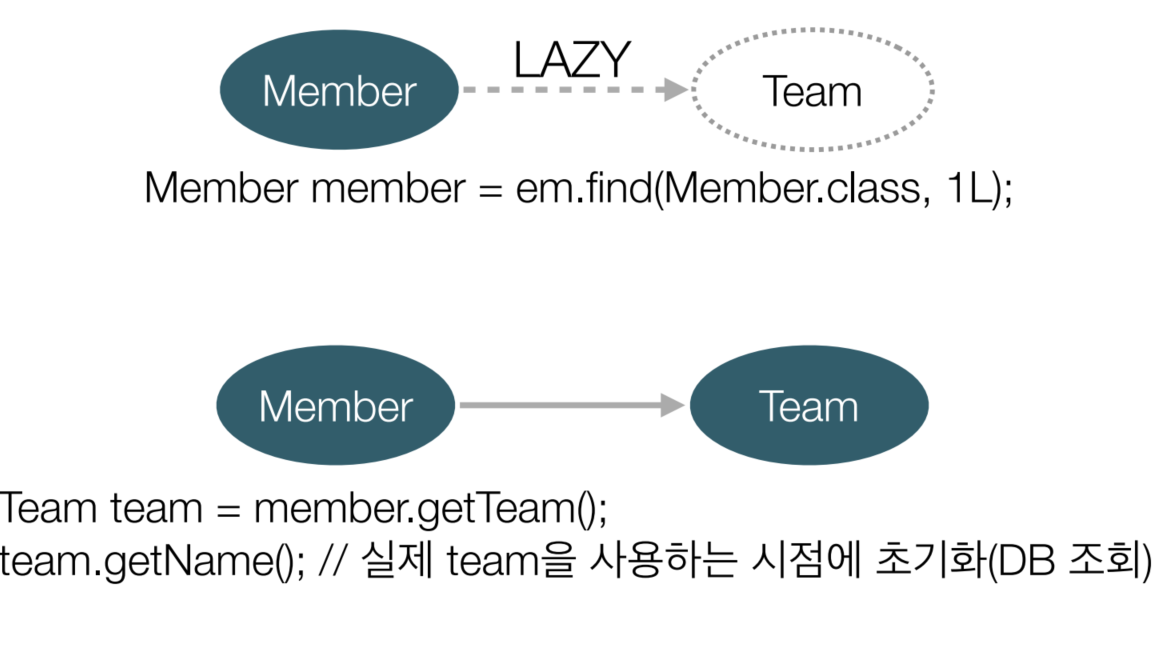 LAZY
Member
Team
Member member = em.find(Member.class, 1L);
Member
Team
Team team = member.getTeam();
team.getName(); // 실제 team을 사용하는 시점에 초기화(DB 조회)